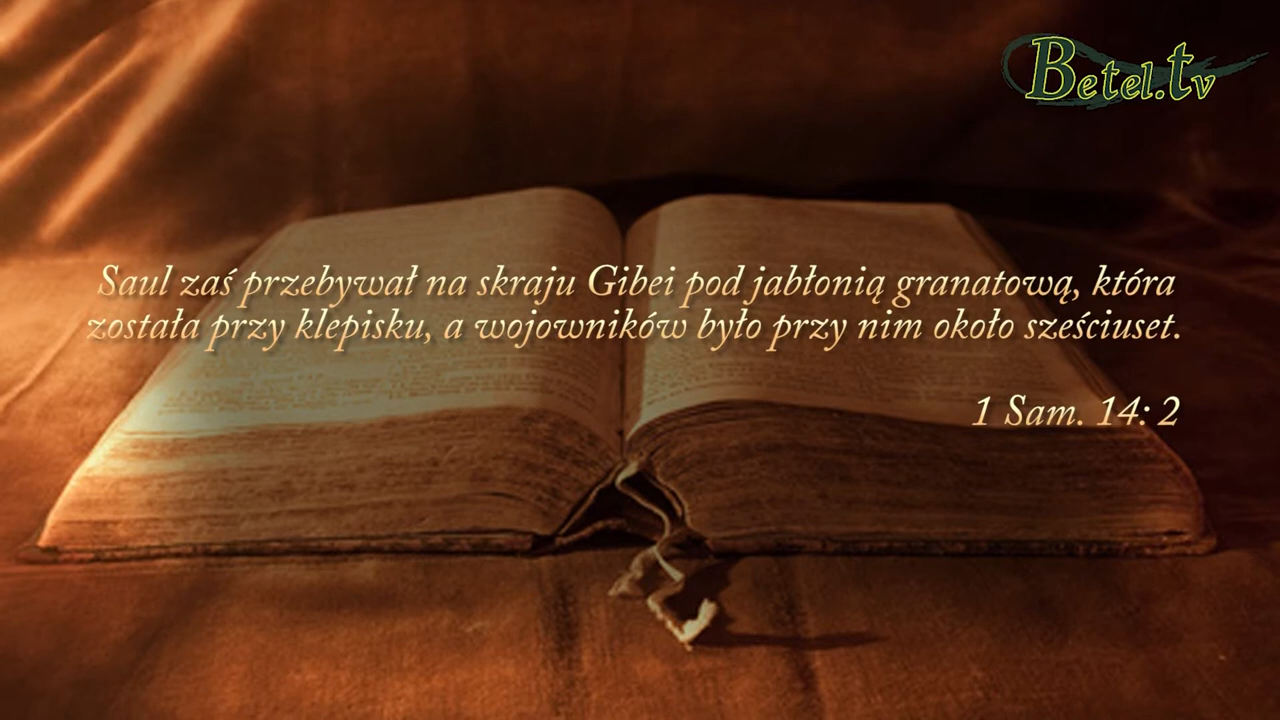 Betel.tv
Saul zaś przebywał na skraju Gibei pod jabłonią granatową, która
została przy klepisku, a wojowników było przy nim około sześciuset.
1 Sam. 14: 2